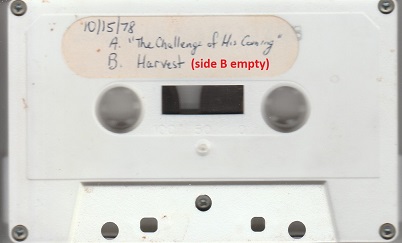 10/15/78
A. "The Challenge of His Coming"
B. Harvest (side B empty)